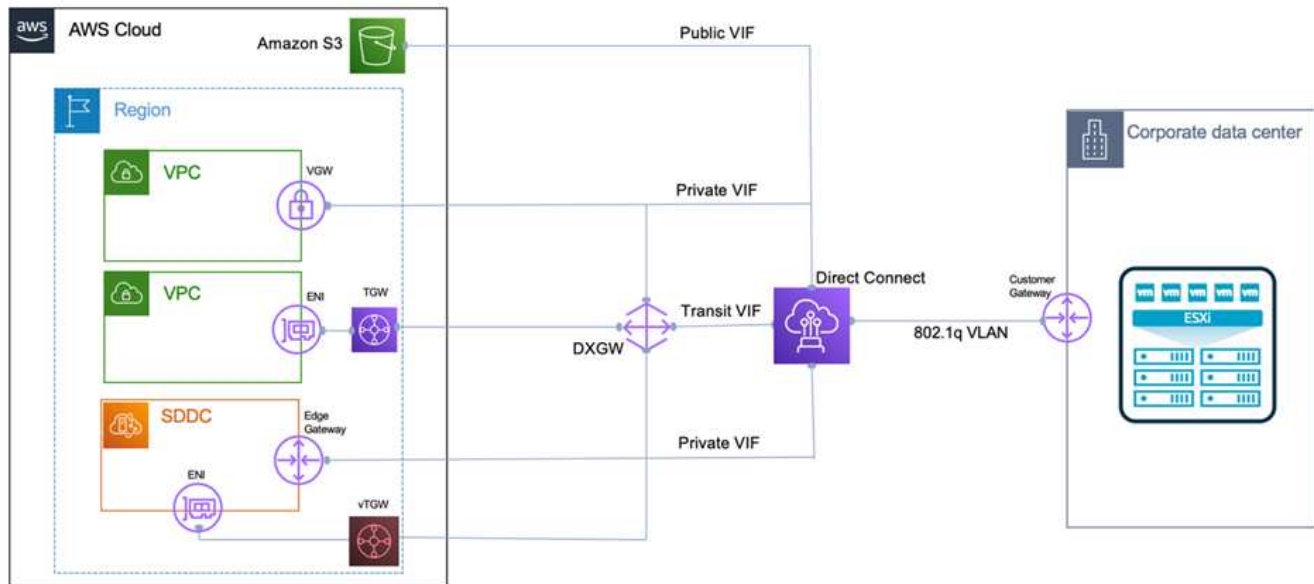 aws
AWS Cloud
Amazon S3
Public VIF
Region
Corporate data center
VPC
VGW
Private VIF
VPC
ENI
TGW
Transit VIF
DXGW
Direct Connect
802.1q VLAN
Customer
Gateway
vm vm vm vm vm
ESXi
SDDC
Edge
Gateway
Private VIF
ENI
vTGW